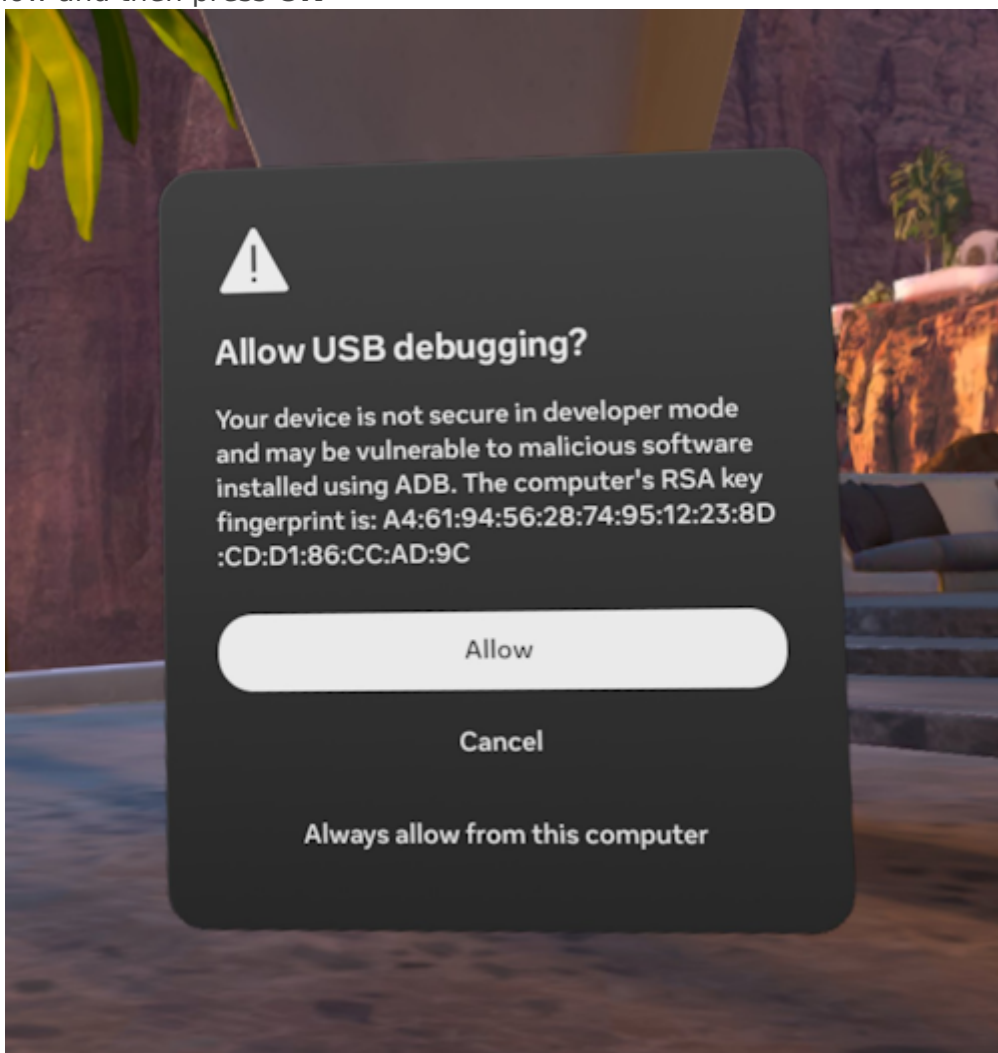 Allow USB debugging?
Your device is not secure in developer mode
and may be vulnerable to malicious software
installed using ADB. The computer's RSA key
fingerprint is: A4:61:94:56:28:74:95:12:23:8D
:CD:D1:86:CC:AD:9C
Allow
Cancel
Always allow from this computer